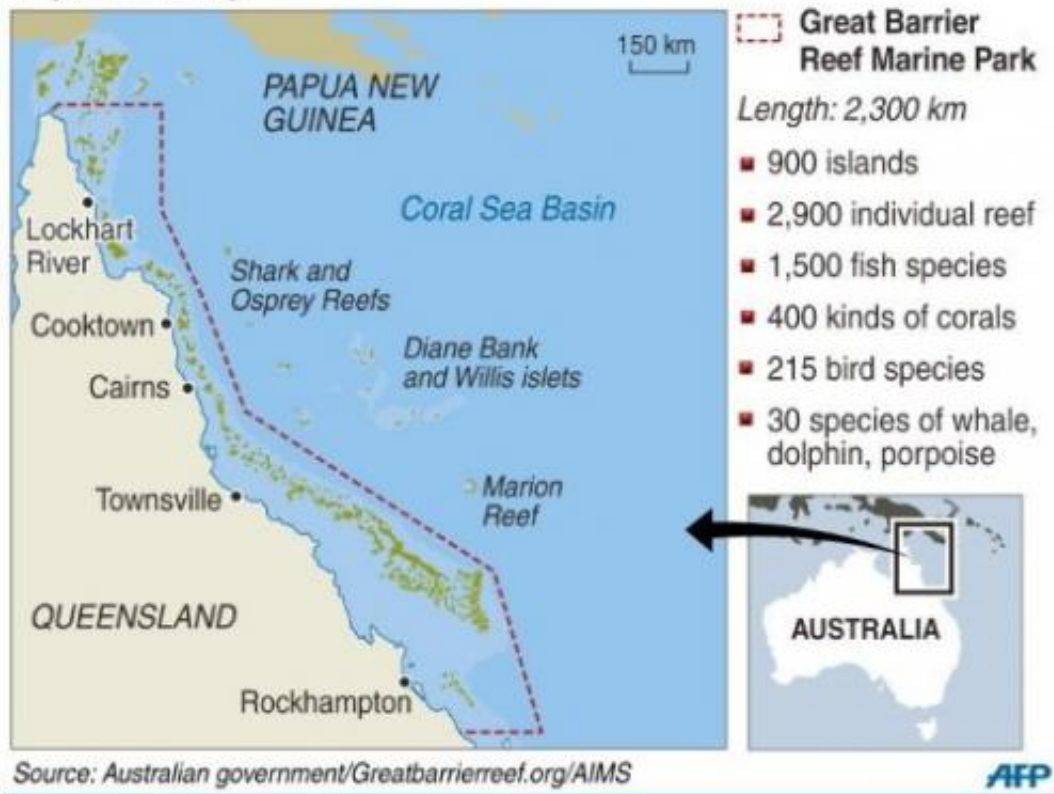 150 km
PAPUA NEW
GUINEA
Coral Sea Basin
Lockhart
River
Shark and
Osprey Reefs
Cooktown
Diane Bank
and Willis islets
Cairns
Townsville
Marion
Reef
QUEENSLAND
Rockhampton
Great Barrier
Reef Marine Park
Length: 2,300 km
900 islands
2,900 individual reef
1,500 fish species
400 kinds of corals
215 bird species
30 species of whale,
dolphin, porpoise
AUSTRALIA
Source: Australian government/Greatbarrierreef.org/AIMS
AFP